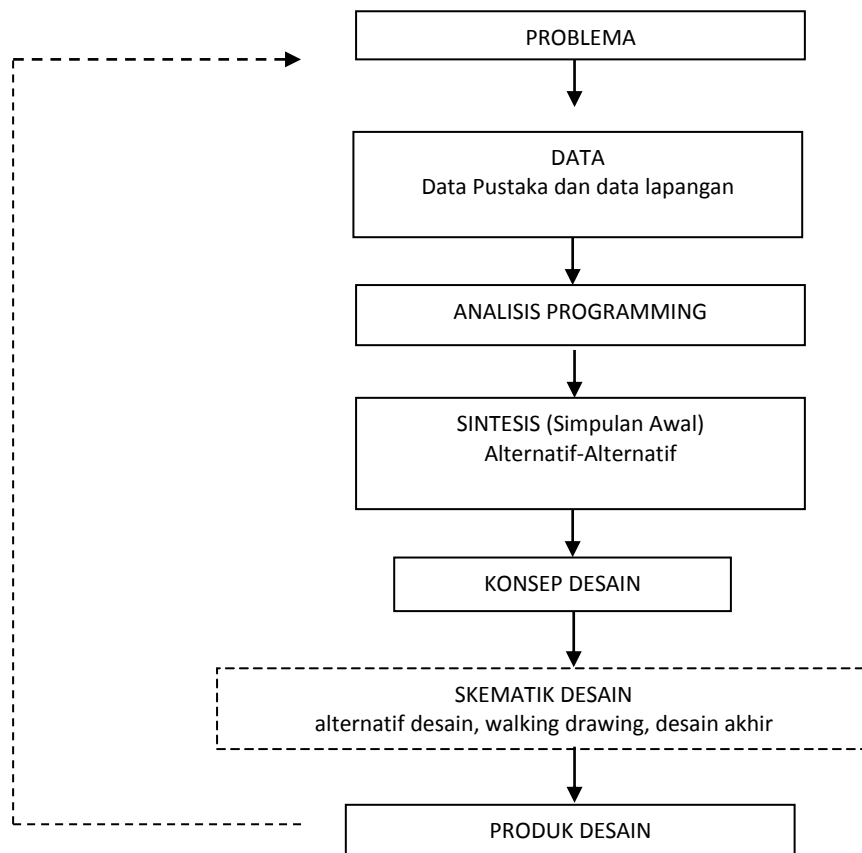 PROBLEMA
DATA
Data Pustaka dan data lapangan
ANALISIS PROGRAMMING
SINTESIS (Simpulan Awal)
Alternatif-Alternatif
KONSEP DESAIN
SKEMATIK DESAIN
alternatif desain, walking drawing, desain akhir
PRODUK DESAIN